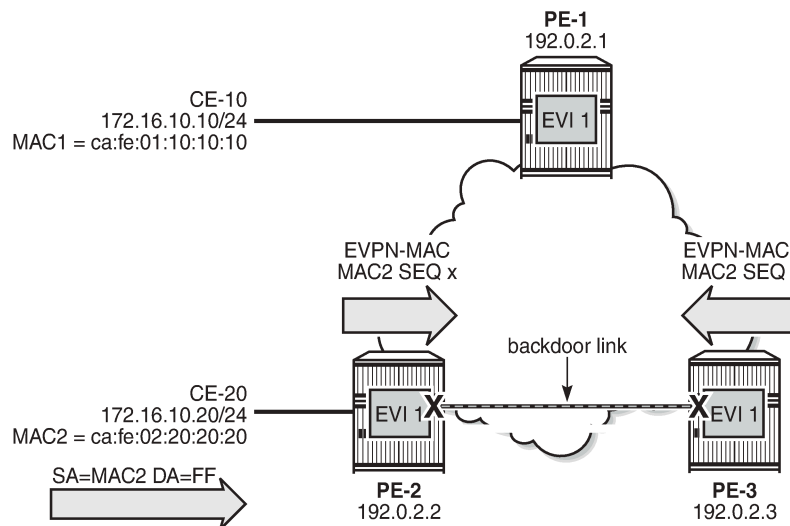 PE-1
192.0.2.1
CE-10
172.16.10.10/24
MAC1 = ca:fe:01:10:10:10
EVI 1
EVPN-MAC
MAC2 SEQ x
EVPN-MAC
MAC2 SEQ
backdoor link
CE-20
172.16.10.20/24
MAC2 = ca:fe:02:20:20:20
EVI 1
X
X
EVI 1
SA=MAC2 DA=FF
PE-2
192.0.2.2
PE-3
192.0.2.3